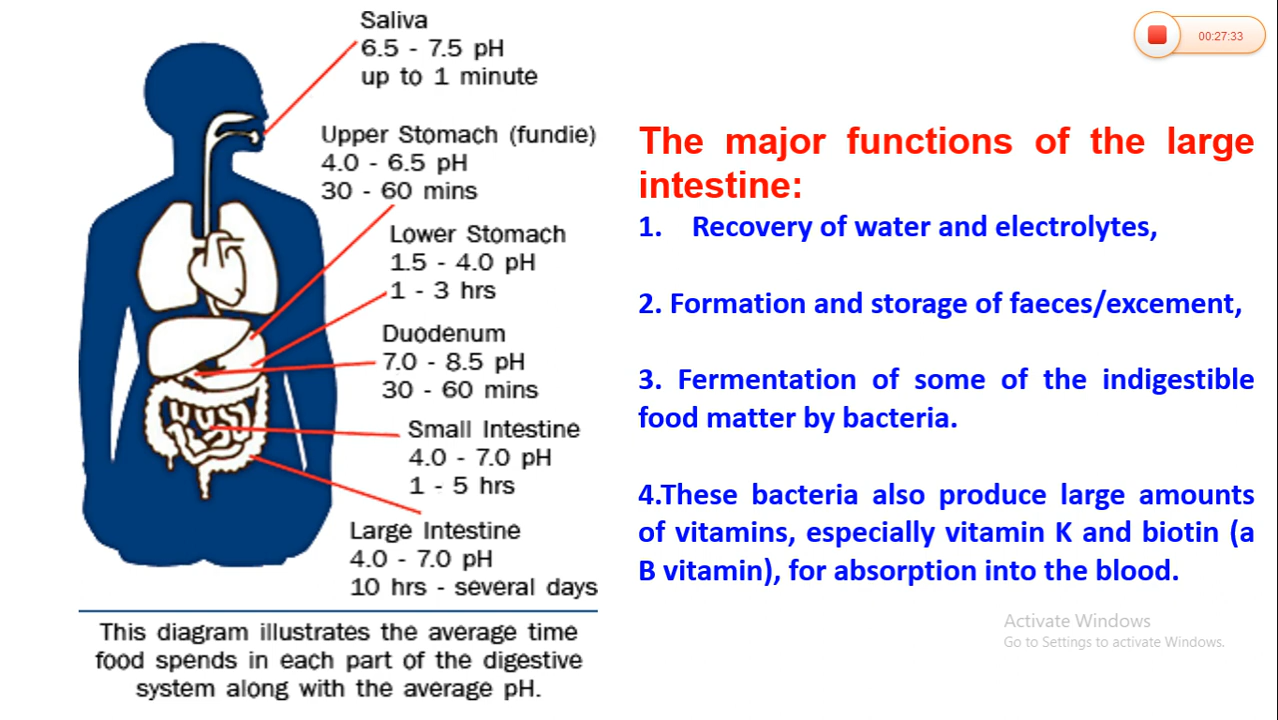 Saliva
6.5 - 7.5 pH
up to 1 minute
Upper Stomach (fundie)
4.0 - 6.5 pH
30 - 60 mins
Lower Stomach
1.5 - 4.0 pH
1 - 3 hrs
Duodenum
7.0 - 8.5 pH
30 - 60 mins
Small Intestine
4.0 - 7.0 pH
1 - 5 hrs
Large Intestine
4.0 - 7.0 pH
10 hrs - several days
This diagram illustrates the average time
food spends in each part of the digestive
system along with the average pH.
00:27:33
The major functions of the large
intestine:
1. Recovery of water and electrolytes,
2. Formation and storage of faeces/excement,
3. Fermentation of some of the indigestible
food matter by bacteria.
4.These bacteria also produce large amounts
of vitamins, especially vitamin K and biotin (a
B vitamin), for absorption into the blood.
Activate Windows
Go to Settings to activate Windows.